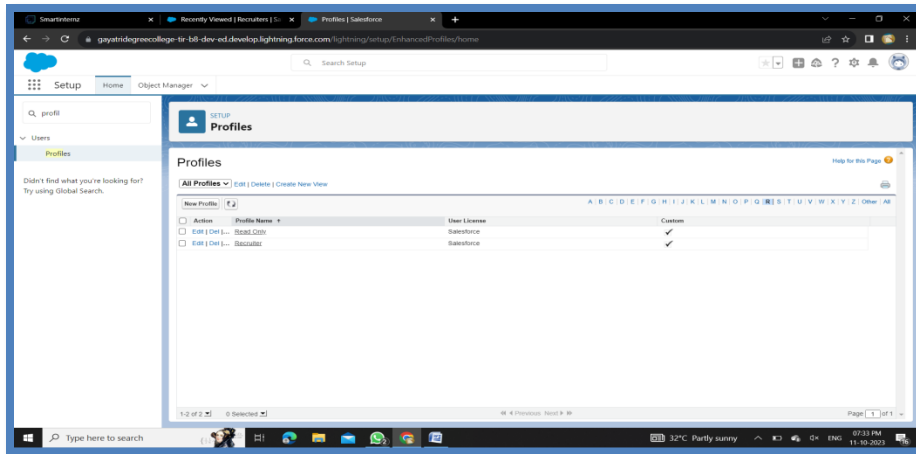 Smartinternz
Recently Viewed | Recruiters | Sa
Profiles | Salesforce
gayatridegreecollege-tir-b8-dev-ed.develop.lightning.force.com/lightning/setup/EnhancedProfiles/home
Search Setup
Setup Home Object Manager
profil
Users
Profiles
Didn't find what you're looking for?
Try using Global Search.
SETUP
Profiles
Profiles
Help for this Page
All Profiles Edit | Delete | Create New View
New Profile
A | B | C | D | E | F | G | H | I | J | K | L | M | N | O | P | Q | R | S | T | U | V | W | X | Y | Z | Other | All
Action Profile Name User License Custom
Edit | Del | ... Read Only Salesforce
Edit | Del | ... Recruiter Salesforce
1-2 of 2 0 Selected Previous Next Page 1 of 1
Type here to search
32°C Partly sunny ENG 07:33 PM
11-10-2023